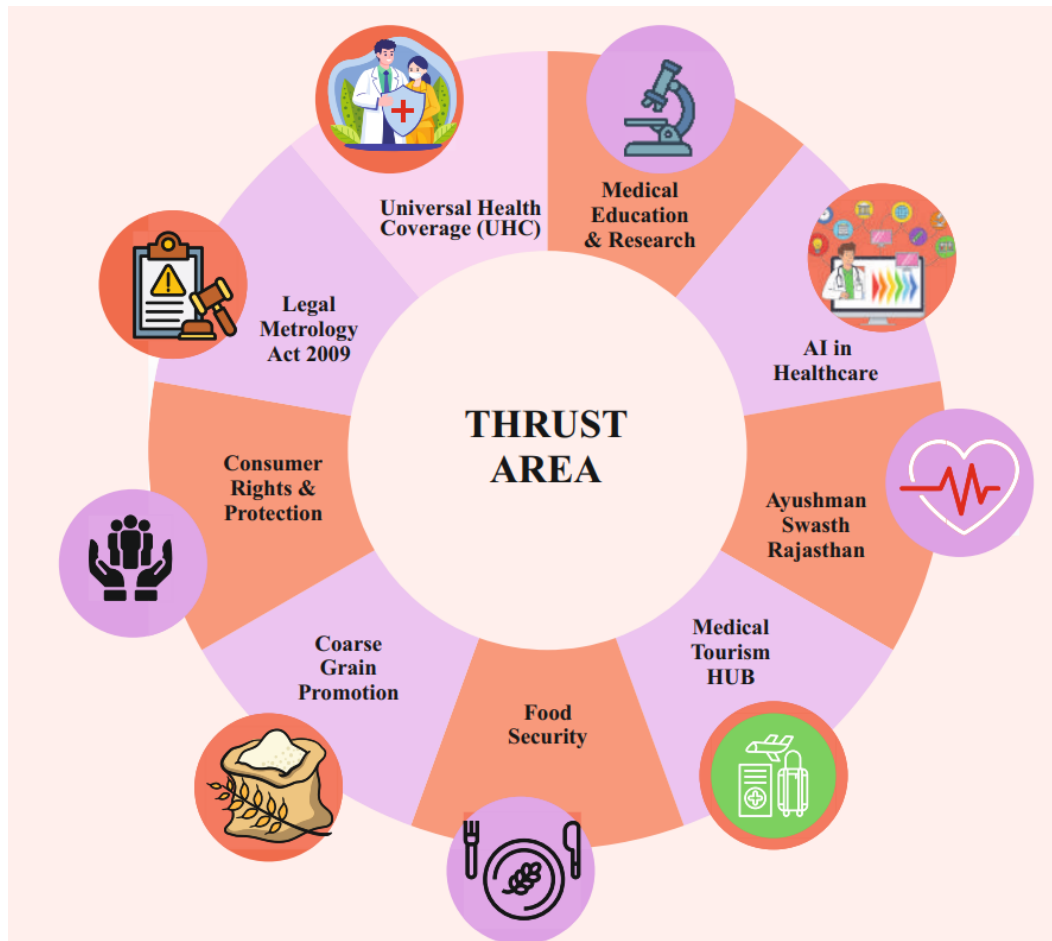 THRUST
AREA
Universal Health
Coverage (UHC)
Medical
Education
& Research
AI in
Healthcare
Ayushman
Swasth
Rajasthan
Medical
Tourism
HUB
Food
Security
Coarse
Grain
Promotion
Consumer
Rights &
Protection
Legal
Metrology
Act 2009